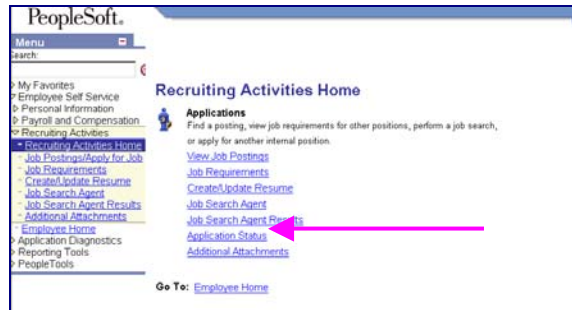 PeopleSoft.
Menu
Search:
My Favorites
Employee Self Service
Personal Information
Payroll and Compensation
Recruiting Activities
- Recruiting Activities Home
- Job Postings/Apply for Job
- Job Requirements
- Create/Update Resume
- Job Search Agent
- Job Search Agent Results
- Additional Attachments
- Employee Home
Application Diagnostics
Reporting Tools
PeopleTools
Recruiting Activities Home
Applications
Find a posting, view job requirements for other positions, perform a job search,
or apply for another internal position.
View Job Postings
Job Requirements
Create/Update Resume
Job Search Agent
Job Search Agent Results
Application Status
Additional Attachments
Go To: Employee Home